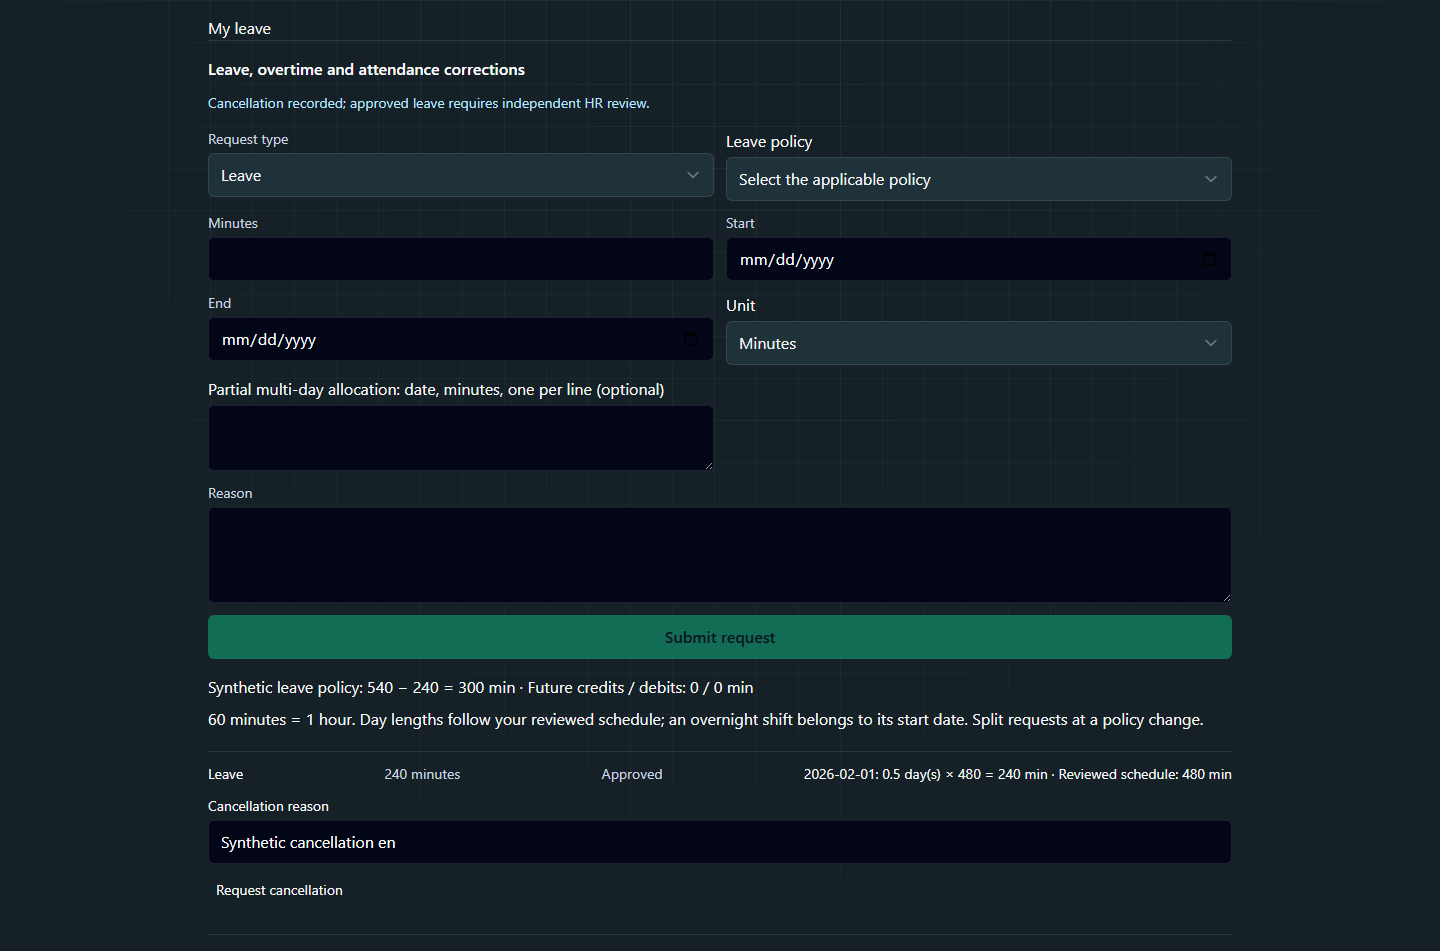 My leave
Leave, overtime and attendance corrections
Cancellation recorded; approved leave requires independent HR review.
Request type
Leave
Leave policy
Select the applicable policy
Minutes
Start
mm/dd/yyyy
End
mm/dd/yyyy
Unit
Minutes
Partial multi-day allocation: date, minutes, one per line (optional)
Reason
Submit request
Synthetic leave policy: 540 − 240 = 300 min · Future credits / debits: 0 / 0 min
60 minutes = 1 hour. Day lengths follow your reviewed schedule; an overnight shift belongs to its start date. Split requests at a policy change.
Leave 240 minutes Approved 2026-02-01: 0.5 day(s) × 480 = 240 min · Reviewed schedule: 480 min
Cancellation reason
Synthetic cancellation en
Request cancellation